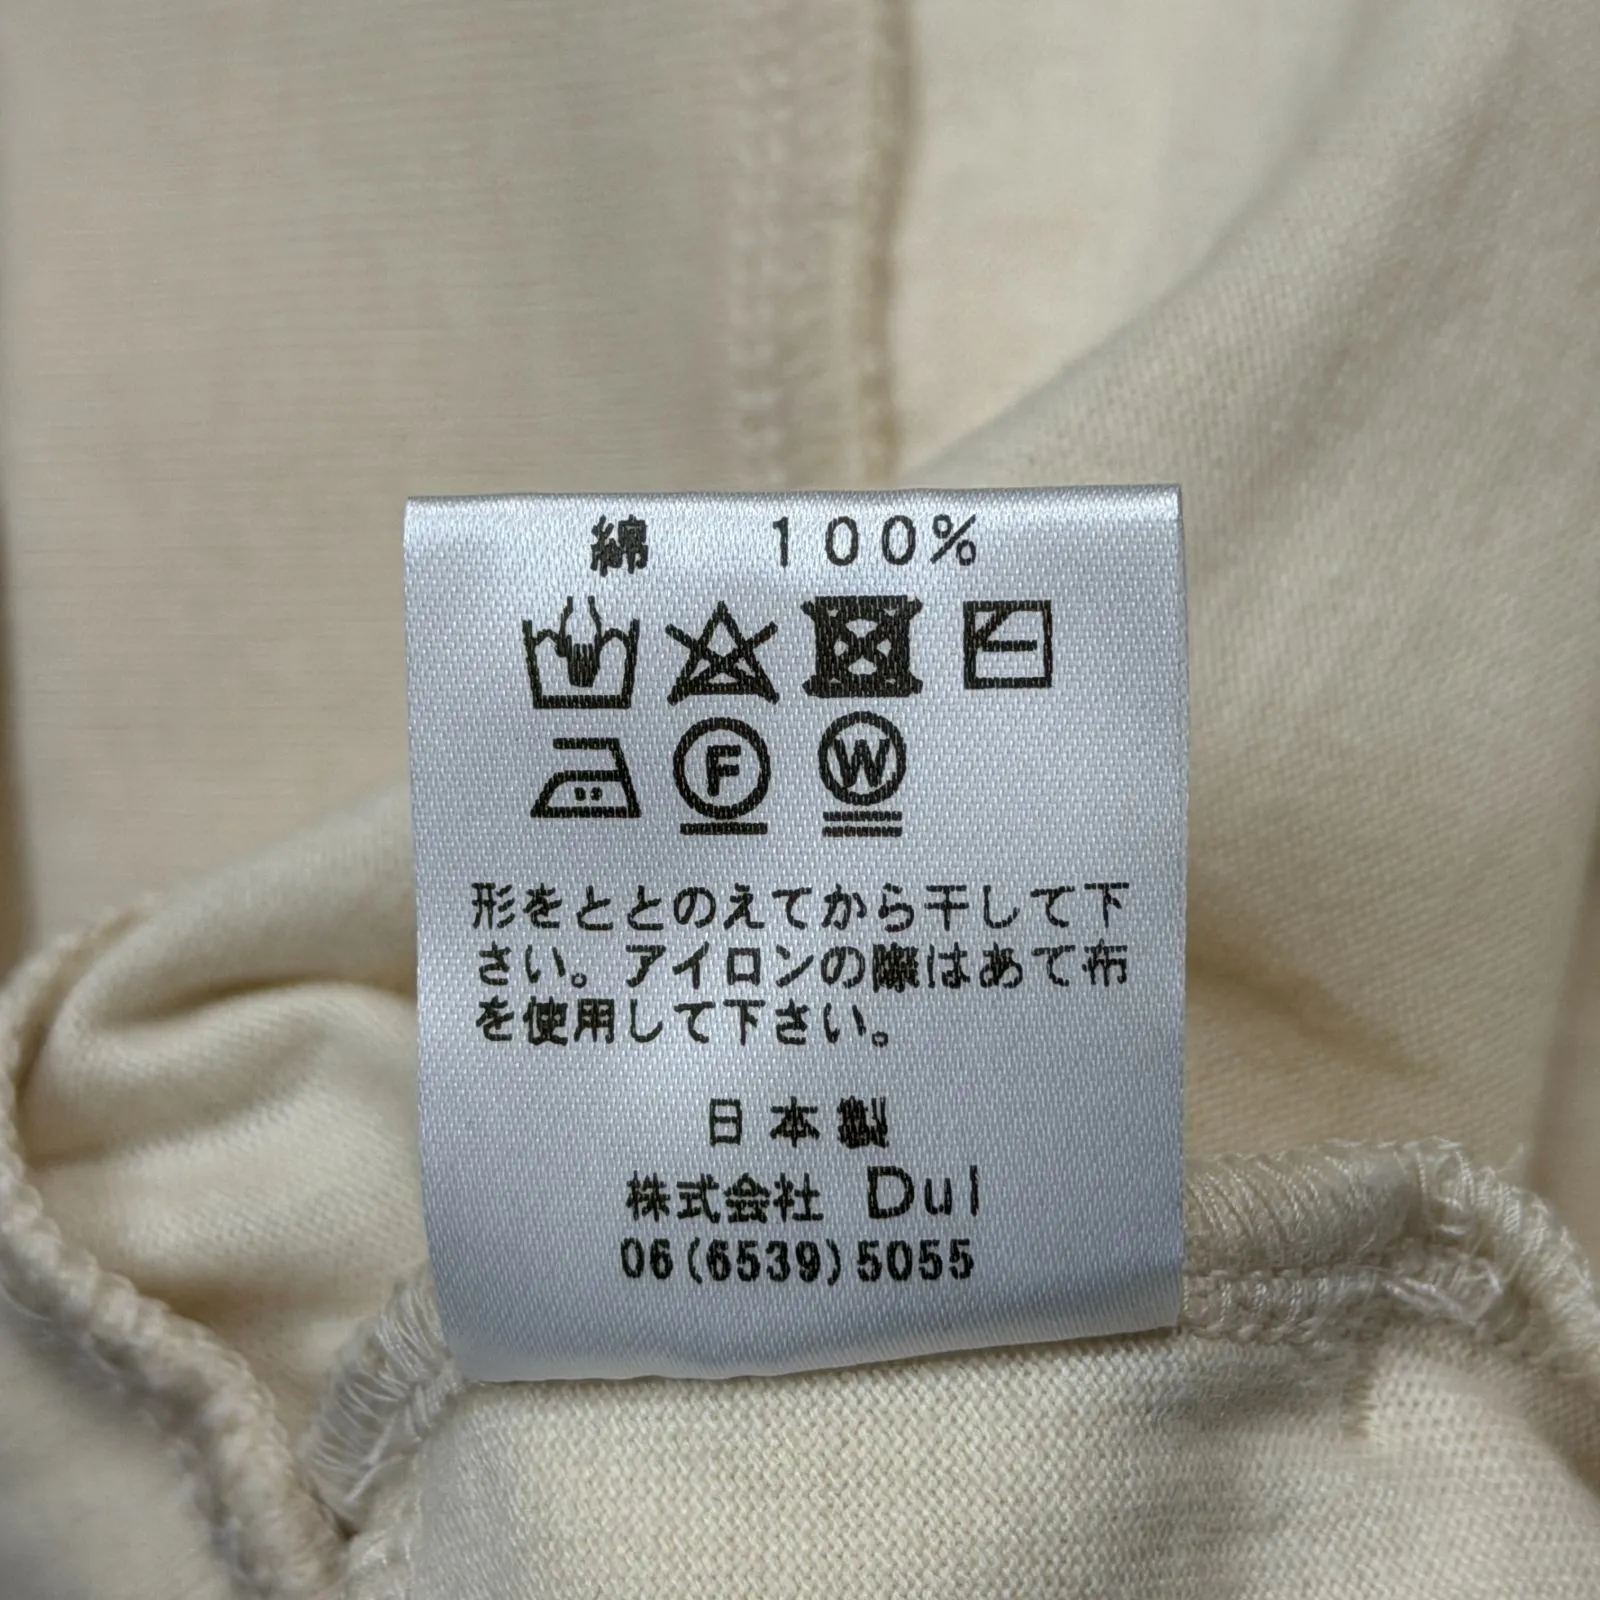 綿 100%
F W
形をととのえてから干して下
さい。アイロンの際はあて布
を使用して下さい。
日本製
株式会社 Dul
06(6539)5055